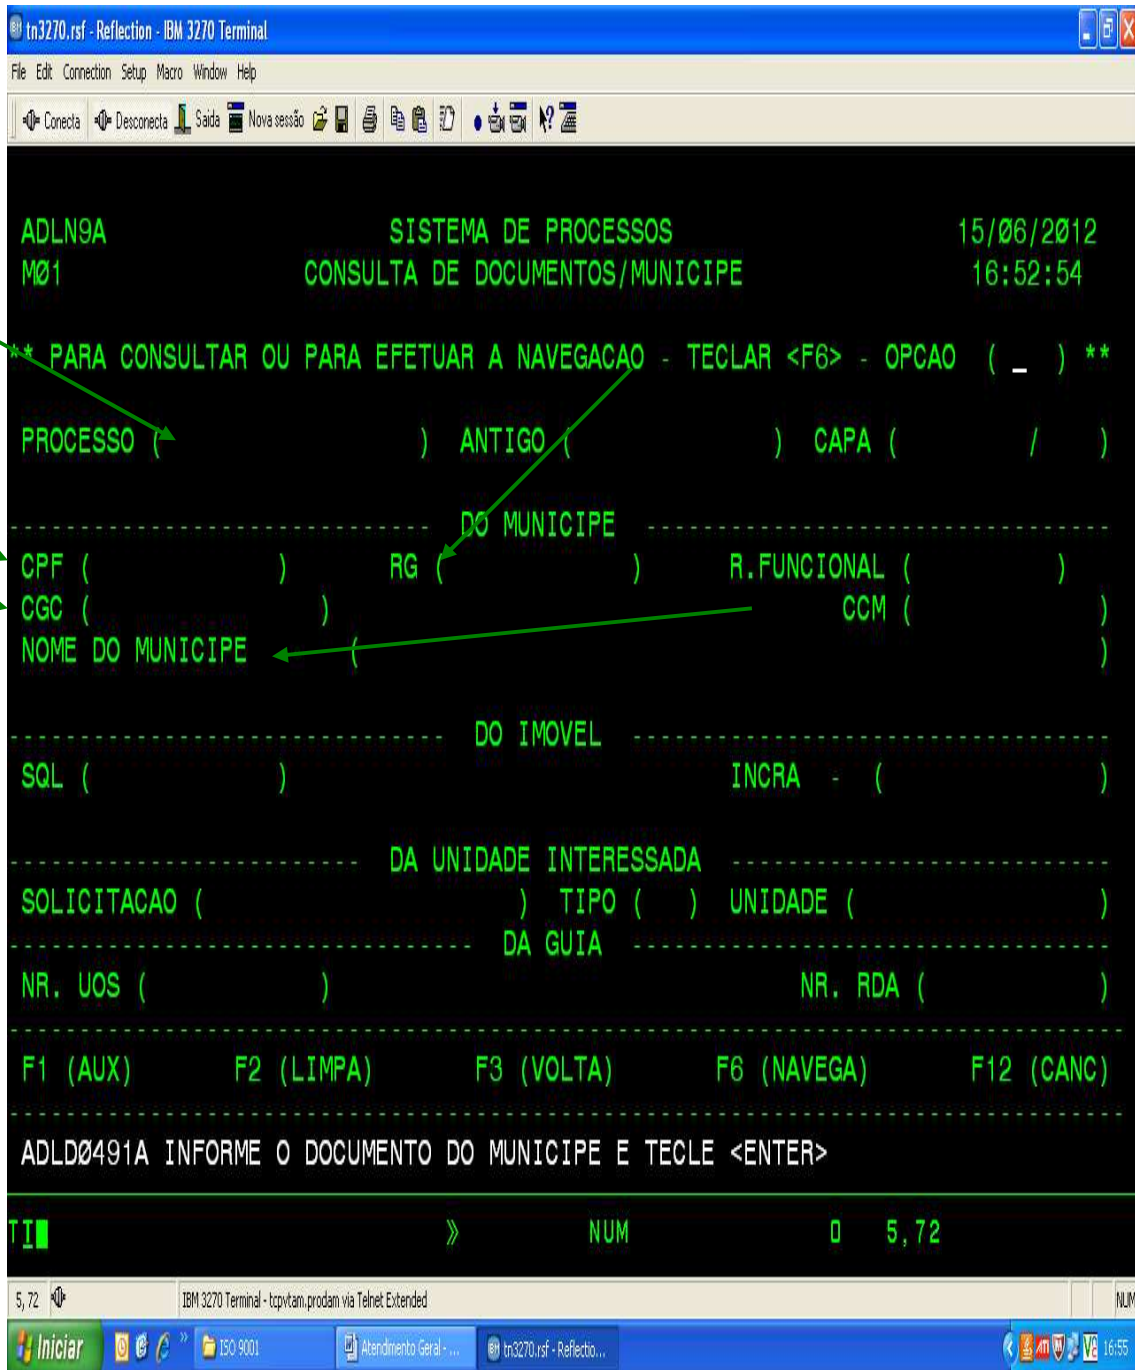 tn3270.rsf - Reflection - IBM 3270 Terminal
File Edit Connection Setup Macro Window Help
Conecta Desconecta Saida Nova sessão
ADLN9A SISTEMA DE PROCESSOS 15/06/2012
M01 CONSULTA DE DOCUMENTOS/MUNICIPE 16:52:54
** PARA CONSULTAR OU PARA EFETUAR A NAVEGACAO - TECLAR <F6> - OPCAO ( _ ) **
PROCESSO ( ) ANTIGO ( ) CAPA ( / )
------------------------------ DO MUNICIPE ---------------------------------
CPF ( ) RG ( ) R.FUNCIONAL ( )
CGC ( ) CCM ( )
NOME DO MUNICIPE ( )
------------------------------- DO IMOVEL ----------------------------------
SQL ( ) INCRA - ( )
------------------------- DA UNIDADE INTERESSADA ---------------------------
SOLICITACAO ( ) TIPO ( ) UNIDADE ( )
--------------------------------- DA GUIA ----------------------------------
NR. UOS ( ) NR. RDA ( )
F1 (AUX) F2 (LIMPA) F3 (VOLTA) F6 (NAVEGA) F12 (CANC)
ADLD0491A INFORME O DOCUMENTO DO MUNICIPE E TECLE <ENTER>
TI » NUM 5,72
5, 72 IBM 3270 Terminal - tcpvtam.prodam via Telnet Extended NUM
Iniciar » ISO 9001 Atendimento Geral - ... tn3270.rsf - Reflectio... 16:55